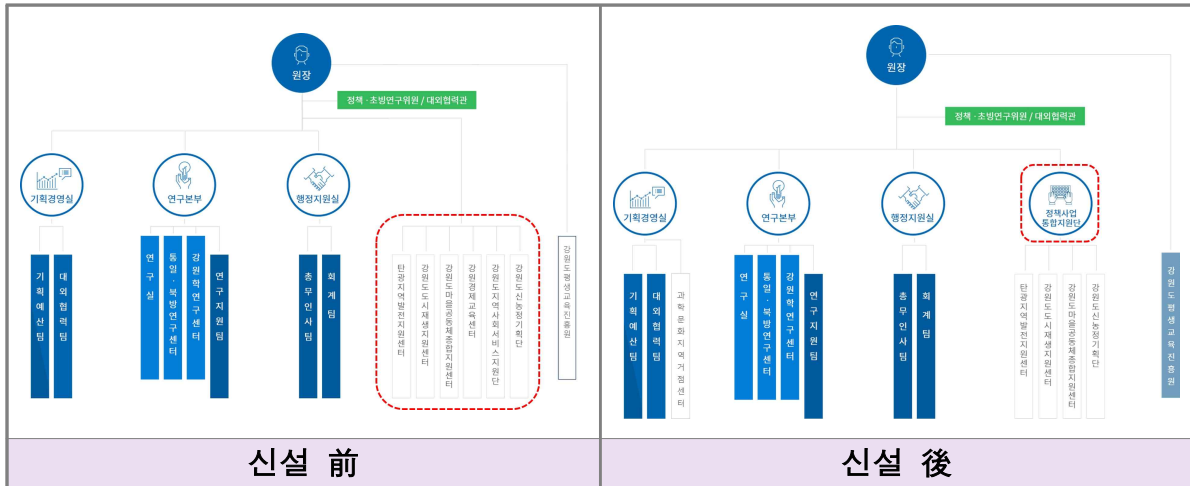 원장
정책·초방연구위원 / 대외협력관
기획경영실
연구본부
행정지원실
기획예산팀
대외협력팀
연구실
통일·북방연구센터
강원학연구센터
연구지원팀
총무인사팀
회계팀
탄광지역발전지원센터
강원도도시재생지원센터
강원도마을공동체종합지원센터
강원경제교육센터
강원도지역사회서비스지원단
강원도신농정기획단
강원도평생교육진흥원
신설 前
원장
정책·초방연구위원 / 대외협력관
기획경영실
연구본부
행정지원실
정책사업
통합지원단
기획예산팀
대외협력팀
과학문화지역거점센터
연구실
통일·북방연구센터
강원학연구센터
연구지원팀
총무인사팀
회계팀
탄광지역발전지원센터
강원도도시재생지원센터
강원도마을공동체종합지원센터
강원도신농정기획단
강원도평생교육진흥원
신설 後